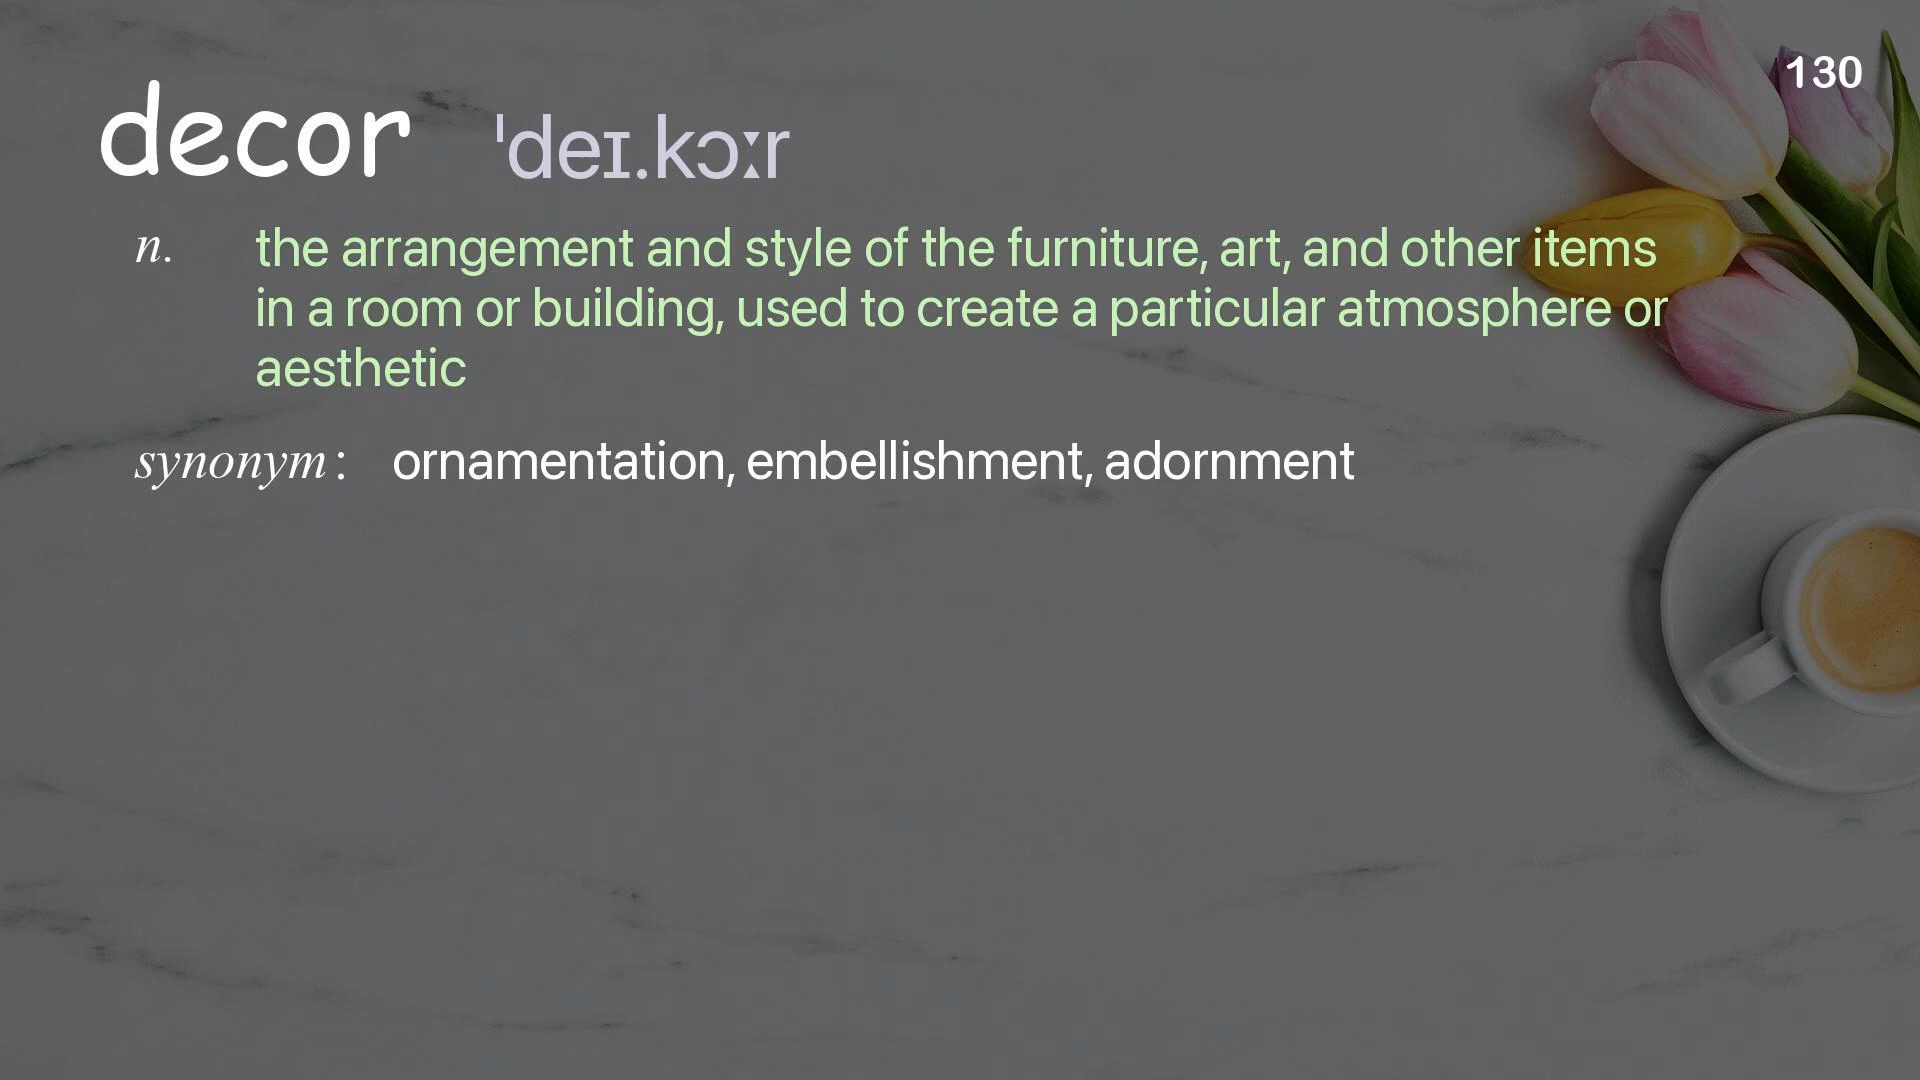 130
decor ˈdeɪ.kɔːr
n. the arrangement and style of the furniture, art, and other items
in a room or building, used to create a particular atmosphere or
aesthetic
synonym : ornamentation, embellishment, adornment